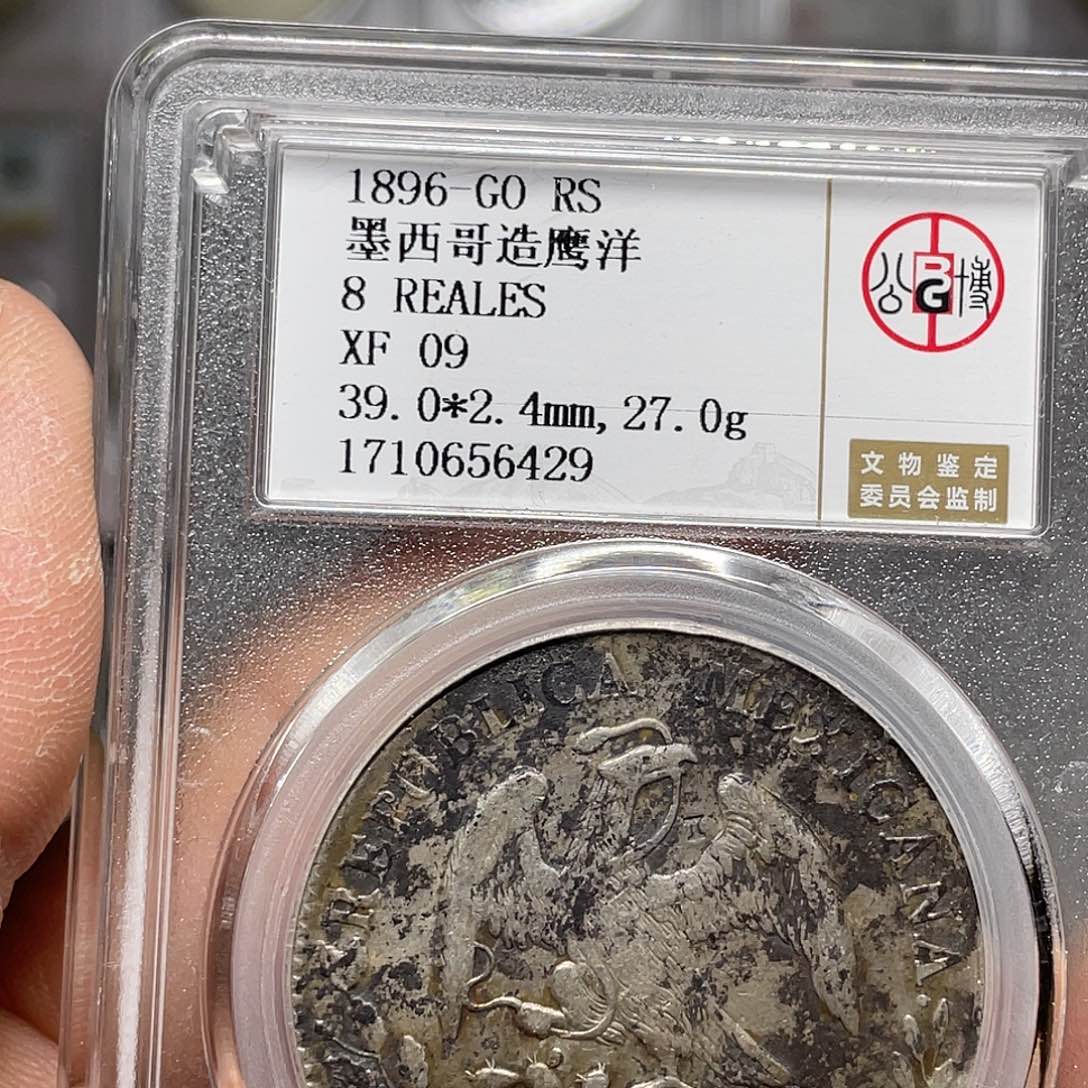 1896-GO RS
墨西哥造鹰洋
8 REALES
XF 09
39.0*2.4mm,27.0g
1710656429
公 BG 博
文物鉴定
委员会监制
REPUBLICA MEXICANA.